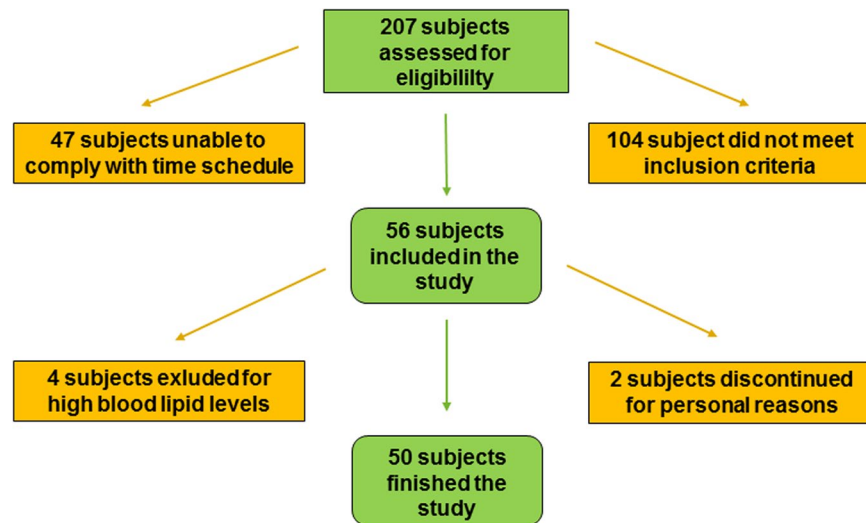 207 subjects
assessed for
eligibililty
47 subjects unable to
comply with time schedule
104 subject did not meet
inclusion criteria
56 subjects
included in the
study
4 subjects exluded for
high blood lipid levels
2 subjects discontinued
for personal reasons
50 subjects
finished the
study